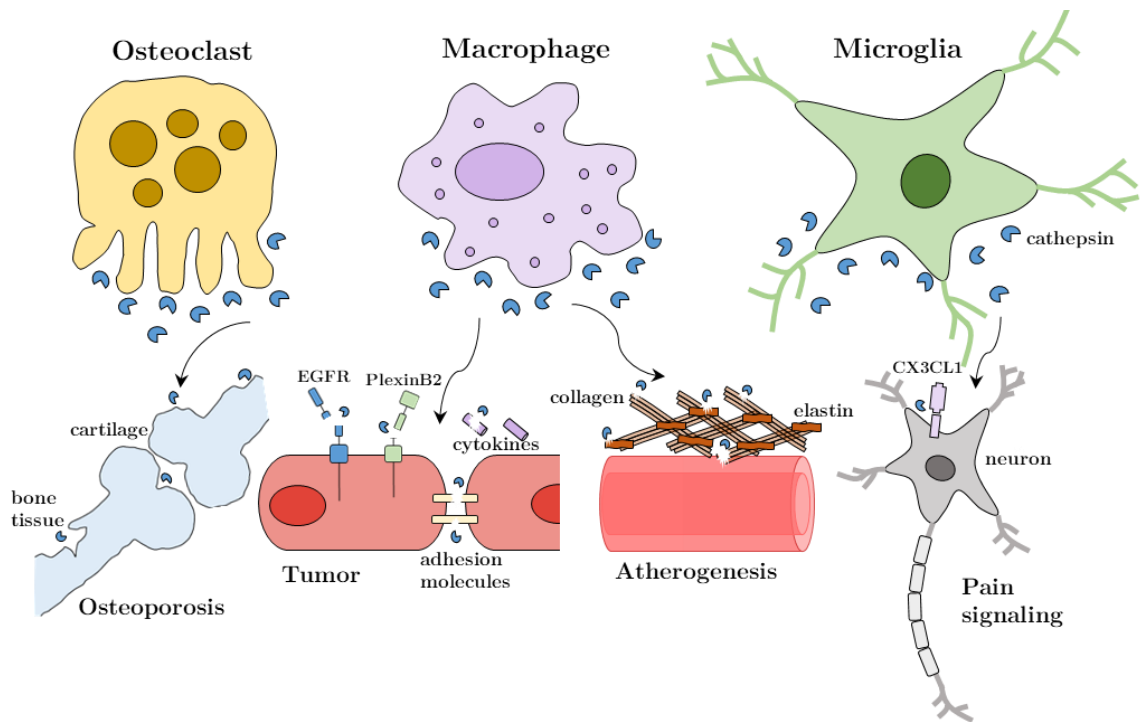 Osteoclast
Macrophage
Microglia
cathepsin
EGFR
PlexinB2
CX3CL1
collagen
elastin
cartilage
cytokines
neuron
bone
tissue
adhesion
molecules
Tumor
Atherogenesis
Osteoporosis
Pain
signaling